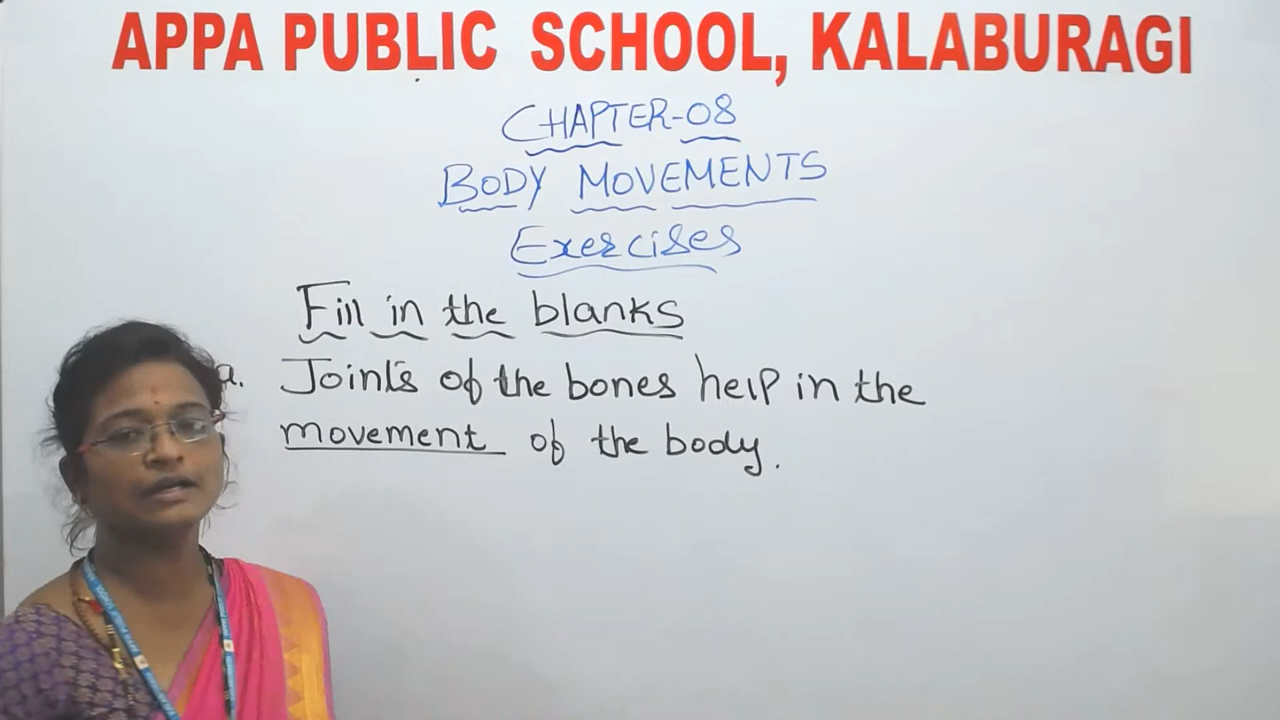 APPA PUBLIC SCHOOL, KALABURAGI
CHAPTER-08
BODY MOVEMENTS
Exercises
Fill in the blanks
a. Joints of the bones help in the
movement of the body.